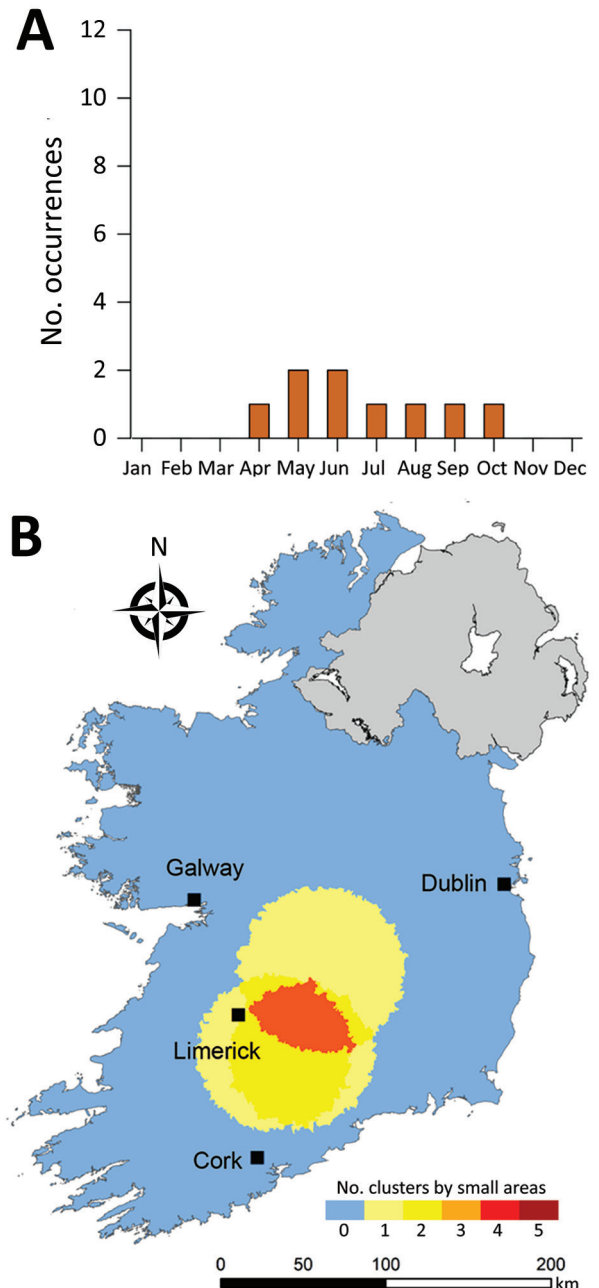 A
12
10
8
6
4
2
0
No. occurrences
Jan Feb Mar Apr May Jun Jul Aug Sep Oct Nov Dec
B
N
Galway
Dublin
Limerick
Cork
No. clusters by small areas
0 1 2 3 4 5
0 50 100 200
km